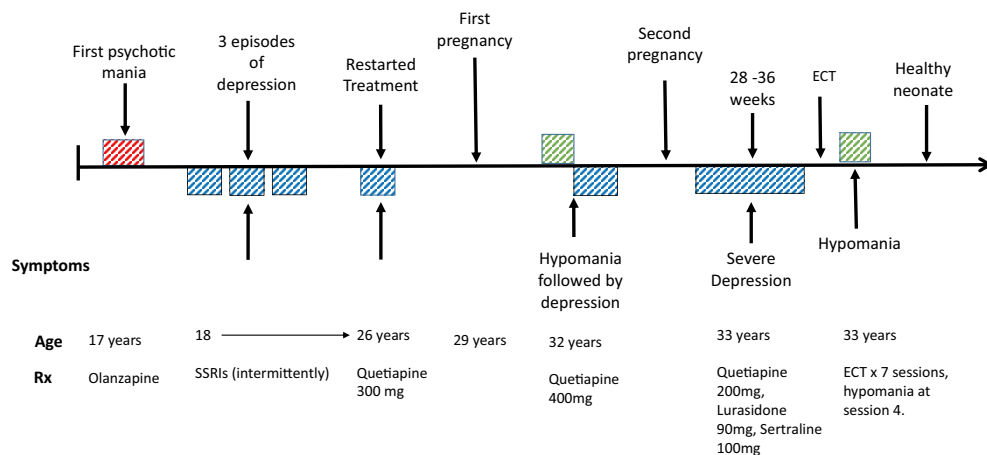 First psychotic
mania
3 episodes
of
depression
Restarted
Treatment
First
pregnancy
Second
pregnancy
28 -36
weeks
ECT
Healthy
neonate
Symptoms
Hypomania
followed by
depression
Severe
Depression
Hypomania
Age
17 years
18
26 years
29 years
32 years
33 years
33 years
Rx
Olanzapine
SSRIs (intermittently)
Quetiapine
300 mg
Quetiapine
400mg
Quetiapine
200mg,
Lurasidone
90mg, Sertraline
100mg
ECT x 7 sessions,
hypomania at
session 4.